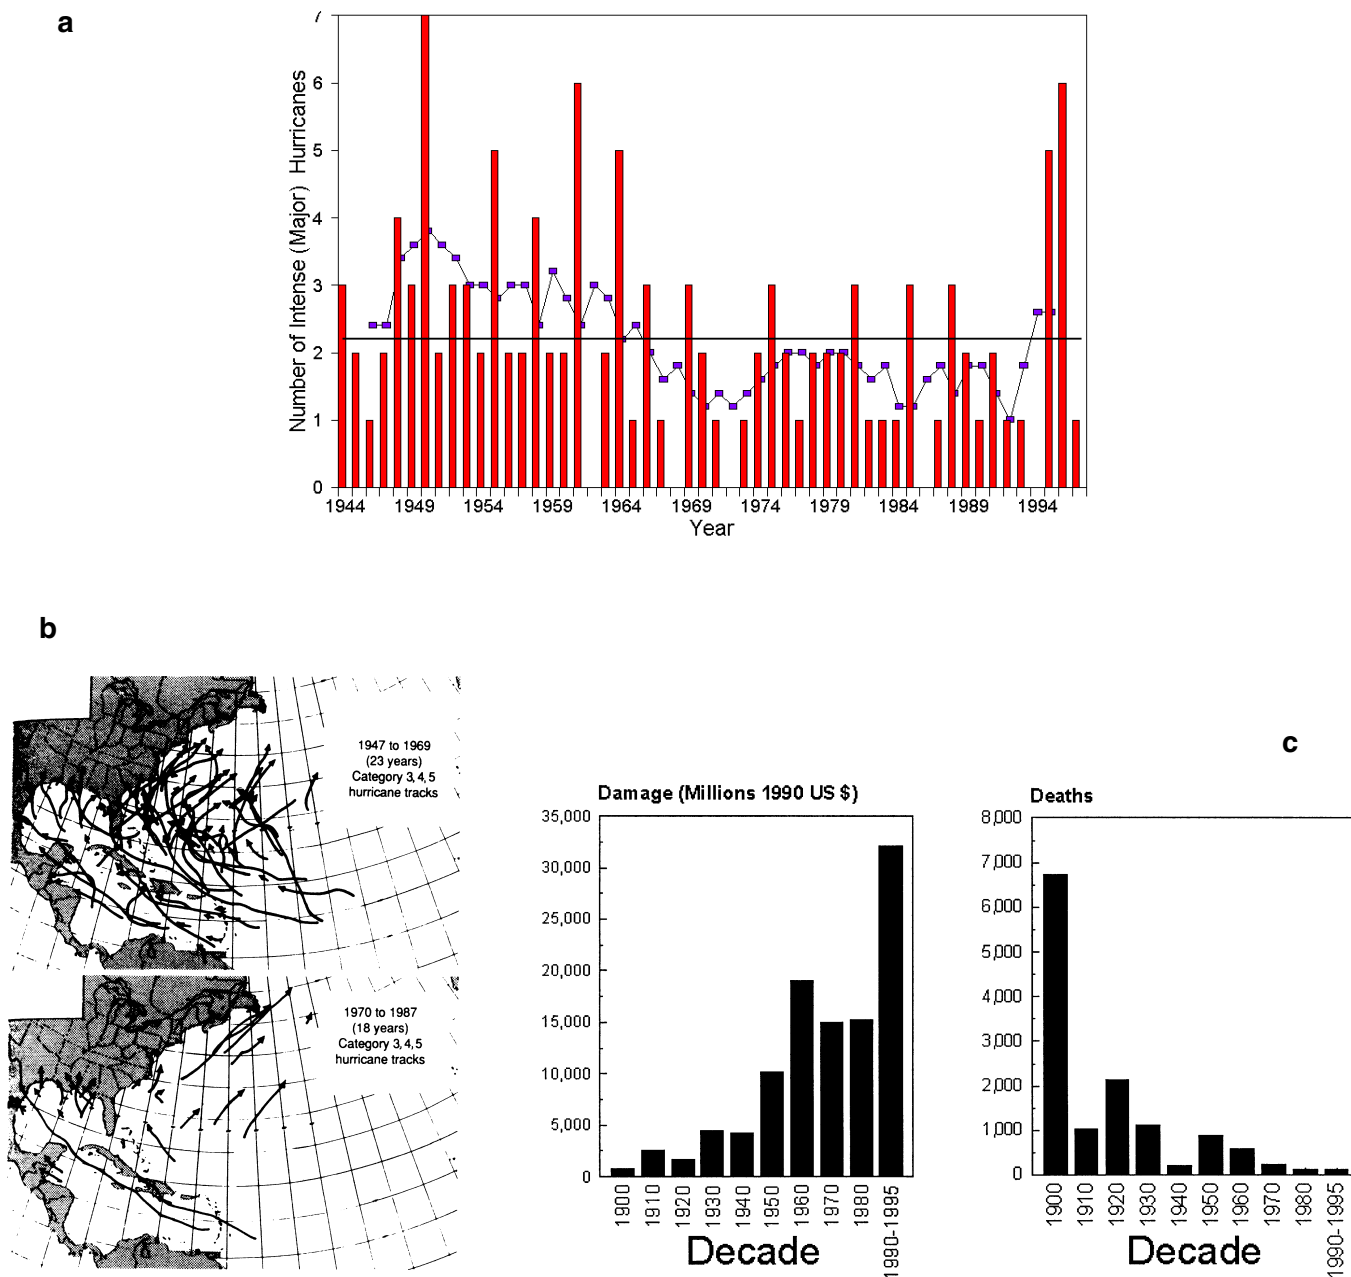 a
7
6
5
4
3
2
1
0
Number of Intense (Major) Hurricanes
1944 1949 1954 1959 1964 1969 1974 1979 1984 1989 1994
Year
b
1947 to 1969
(23 years)
Category 3, 4, 5
hurricane tracks
1970 to 1987
(18 years)
Category 3, 4, 5
hurricane tracks
c
Damage (Millions 1990 US $)
35,000
30,000
25,000
20,000
15,000
10,000
5,000
0
1900 1910 1920 1930 1940 1950 1960 1970 1980 1990-1995
Decade
Deaths
8,000
7,000
6,000
5,000
4,000
3,000
2,000
1,000
0
1900 1910 1920 1930 1940 1950 1960 1970 1980 1990-1995
Decade